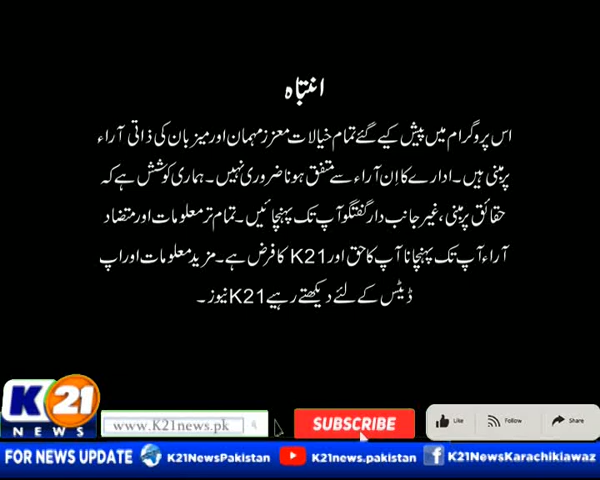 انتباہ
اس پروگرام میں پیش کیے گئے تمام خیالات معزز مہمان اور میزبان کی ذاتی آراء
پر مبنی ہیں۔ ادارے کا اِن آراء سے متفق ہونا ضروری نہیں۔ ہماری کوشش ہے کہ
حقائق پر مبنی، غیر جانب دار گفتگو آپ تک پہنچائیں۔ تمام تر معلومات اور متضاد
آراء آپ تک پہنچانا آپ کا حق اور K21 کا فرض ہے۔ مزید معلومات اور اپ
ڈیٹس کے لئے دیکھتے رہیے K21 نیوز۔
K21
NEWS
www.K21news.pk
SUBSCRIBE
Like
Follow
Share
FOR NEWS UPDATE
K21NewsPakistan
K21news.pakistan
K21NewsKarachikiawaz